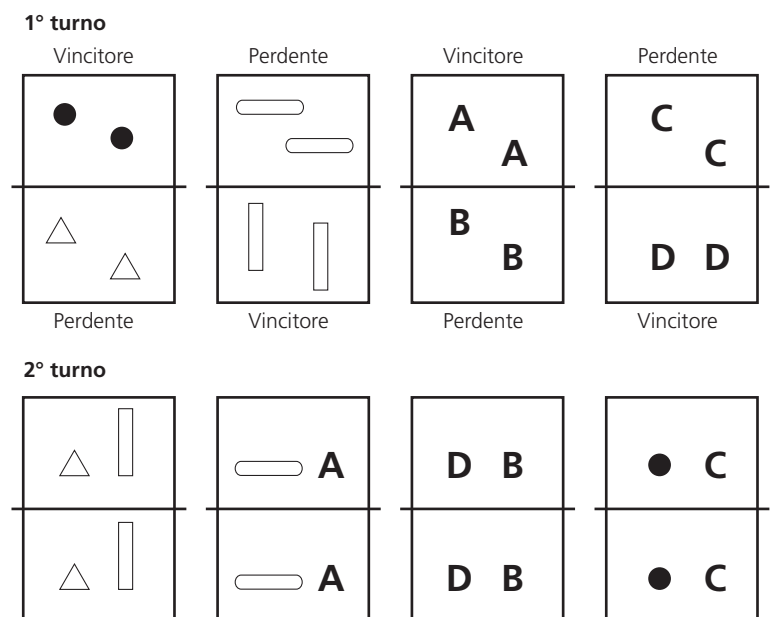 1° turno
Vincitore Perdente Vincitore Perdente
A C
A C
B
B D D
Perdente Vincitore Perdente Vincitore
2° turno
A D B C
A D B C